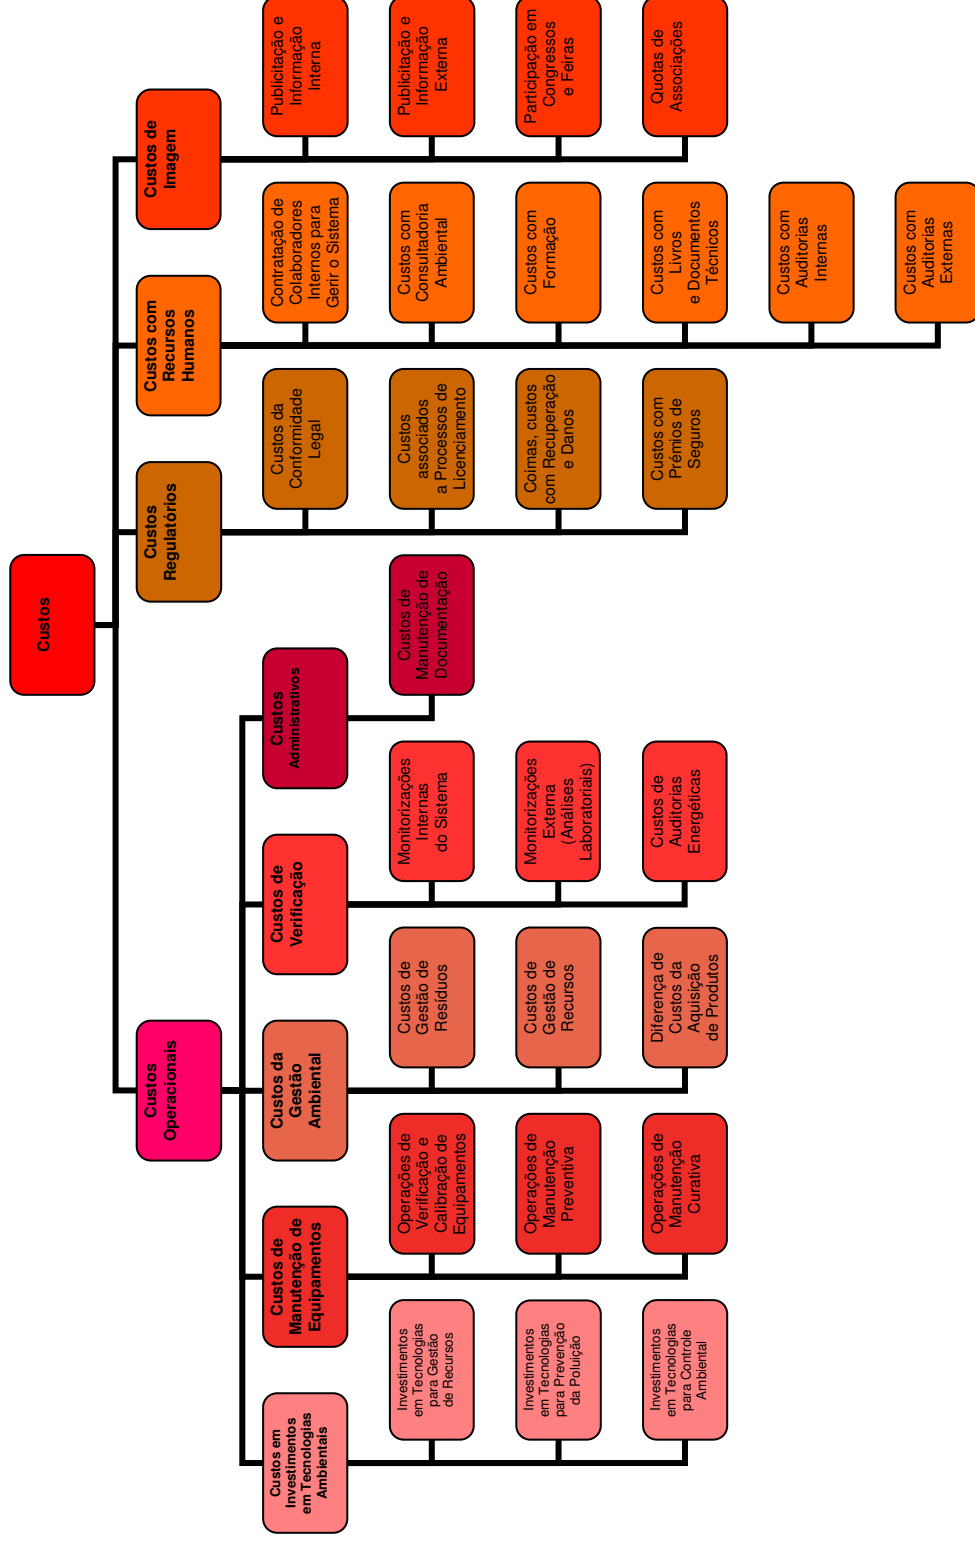 Custos
Custos
Operacionais
Custos
Regulatórios
Custos com
Recursos
Humanos
Custos de
Imagem
Custos em
Investimentos
em Tecnologias
Ambientais
Investimentos
em Tecnologias
para Gestão
de Recursos
Investimentos
em Tecnologias
para Prevenção
da Poluição
Investimentos
em Tecnologias
para Controle
Ambiental
Custos de
Manutenção de
Equipamentos
Operações de
Verificação e
Calibração de
Equipamentos
Operações de
Manutenção
Preventiva
Operações de
Manutenção
Curativa
Custos da
Gestão
Ambiental
Custos de
Gestão de
Resíduos
Custos de
Gestão de
Recursos
Diferença de
Custos da
Aquisição
de Produtos
Custos de
Verificação
Monitorizações
Internas
do Sistema
Monitorizações
Externa
(Análises
Laboratoriais)
Custos de
Auditorias
Energéticas
Custos
Administrativos
Custos de
Manutenção de
Documentação
Custos da
Conformidade
Legal
Custos
associados
a Processos de
Licenciamento
Coimas, custos
com Recuperação
e Danos
Custos com
Prémios de
Seguros
Contratação de
Colaboradores
Internos para
Gerir o Sistema
Custos com
Consultadoria
Ambiental
Custos com
Formação
Custos com
Livros
e Documentos
Técnicos
Custos com
Auditorias
Internas
Custos com
Auditorias
Externas
Publicitação e
Informação
Interna
Publicitação e
Informação
Externa
Participação em
Congressos
e Feiras
Quotas de
Associações